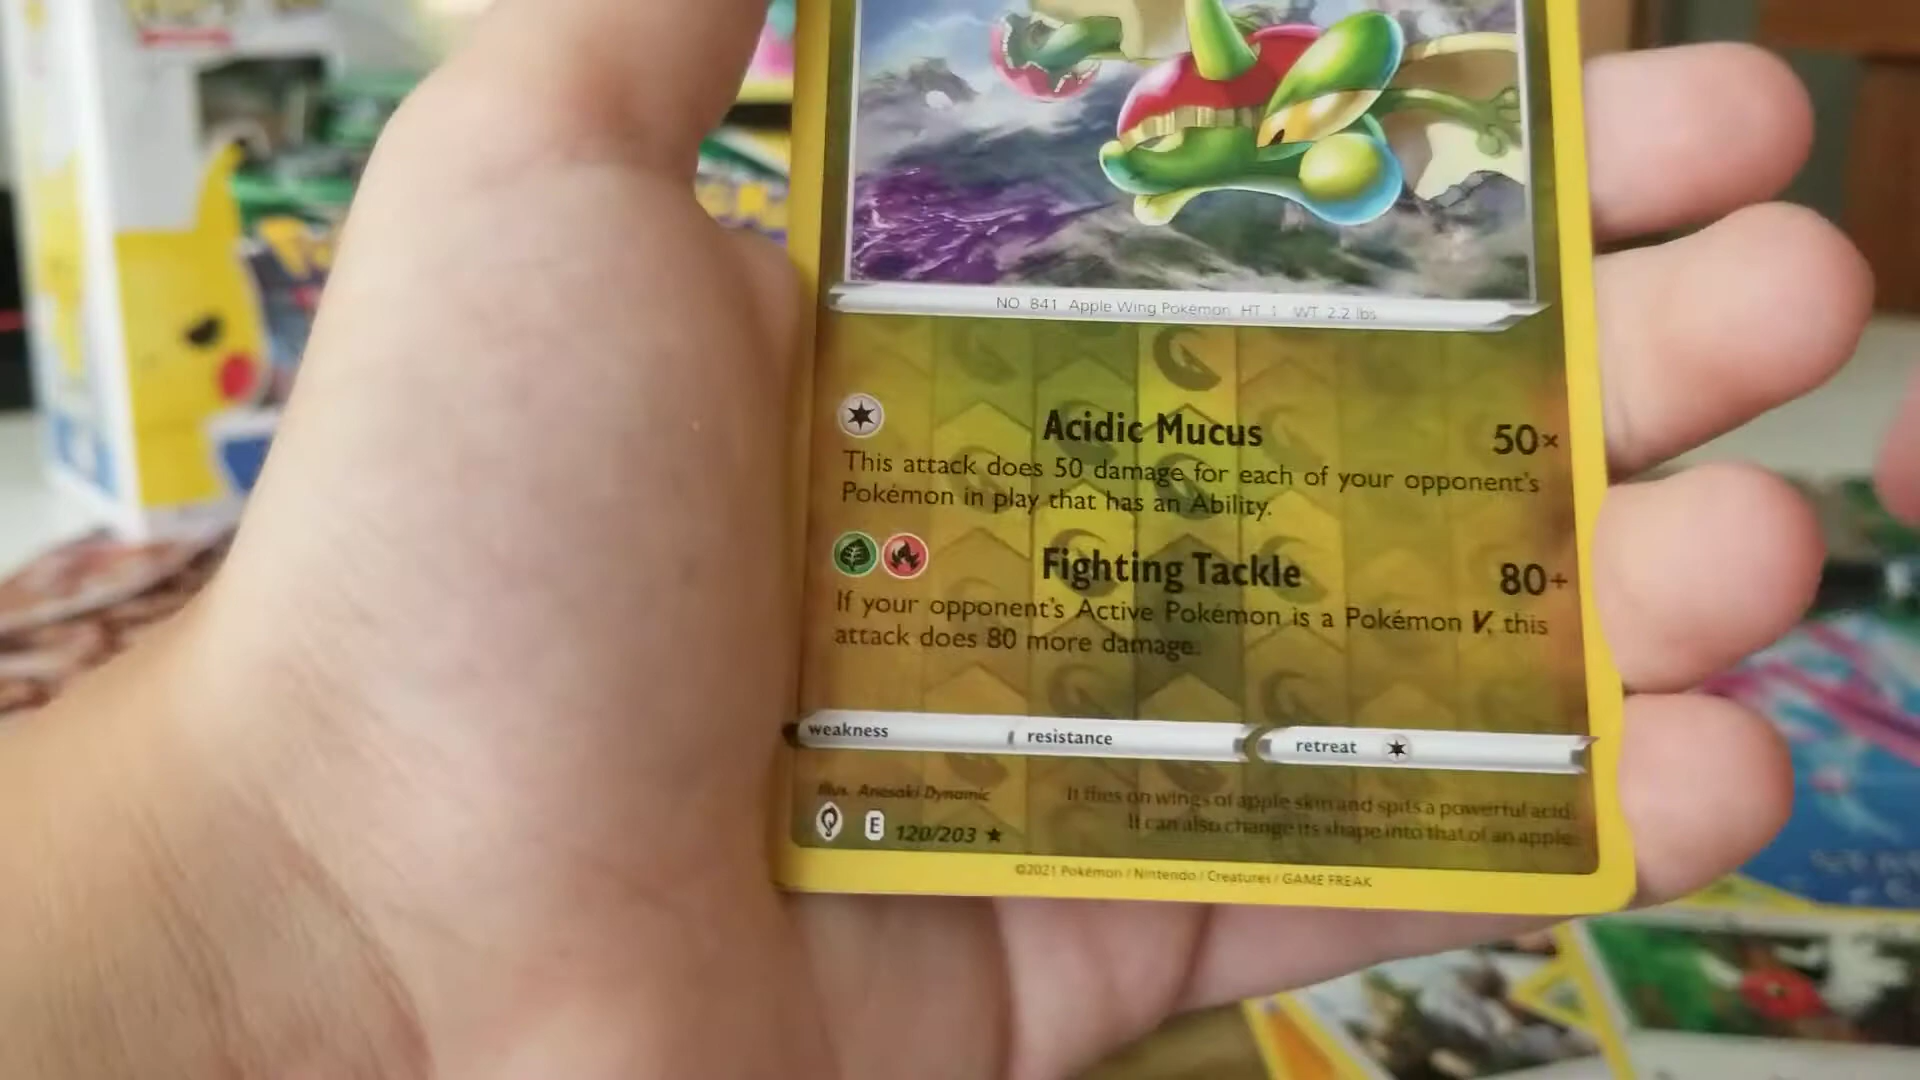 NO. 841 Apple Wing Pokémon HT 1 WT 2.2 lbs
Acidic Mucus 50×
This attack does 50 damage for each of your opponent's
Pokémon in play that has an Ability.
Fighting Tackle 80+
If your opponent's Active Pokémon is a Pokémon V, this
attack does 80 more damage.
weakness resistance retreat
Illus. Anesaki Dynamic
It flies on wings of apple skin and spits a powerful acid.
It can also change its shape into that of an apple.
E 120/203 ★
©2021 Pokémon / Nintendo / Creatures / GAME FREAK